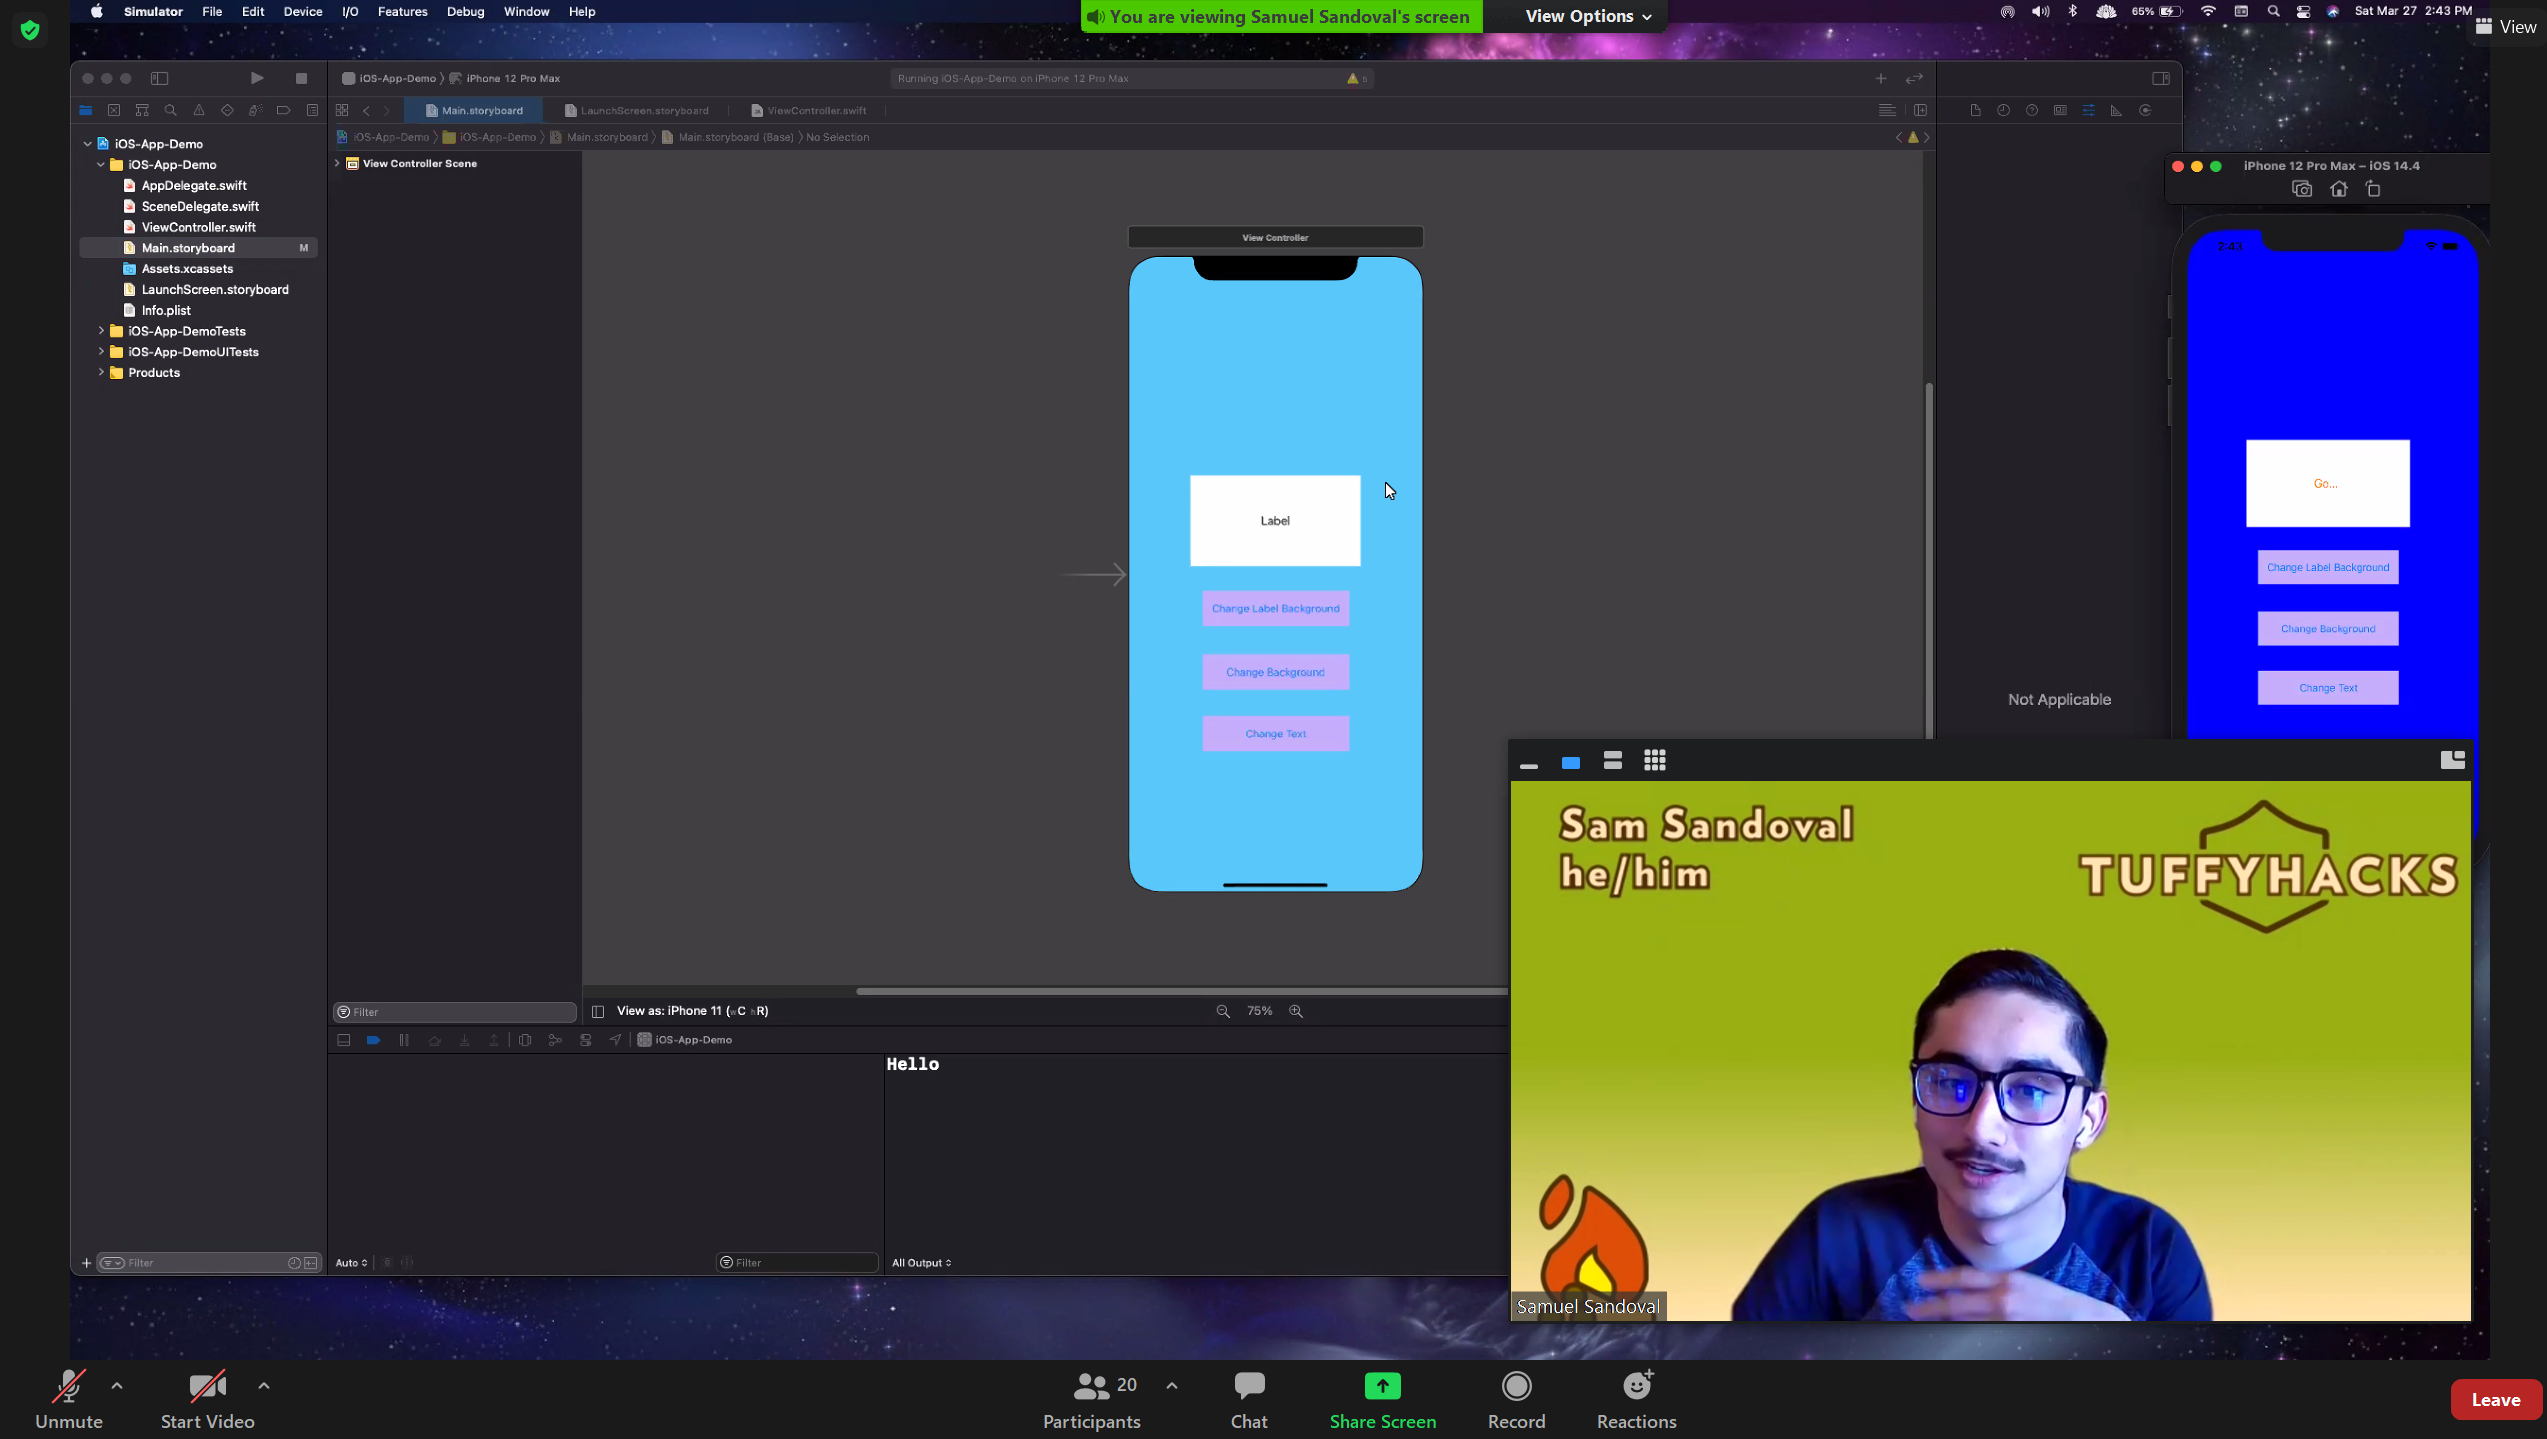 Simulator File Edit Device I/O Features Debug Window Help
You are viewing Samuel Sandoval's screen
View Options
65%
Sat Mar 27 2:43 PM
View
iOS-App-Demo
iPhone 12 Pro Max
Running iOS-App-Demo on iPhone 12 Pro Max
Main.storyboard
LaunchScreen.storyboard
ViewController.swift
iOS-App-Demo
iOS-App-Demo
Main.storyboard
Main.storyboard (Base)
No Selection
iOS-App-Demo
iOS-App-Demo
AppDelegate.swift
SceneDelegate.swift
ViewController.swift
Main.storyboard
M
Assets.xcassets
LaunchScreen.storyboard
Info.plist
iOS-App-DemoTests
iOS-App-DemoUITests
Products
View Controller Scene
View Controller
Label
Change Label Background
Change Background
Change Text
iPhone 12 Pro Max – iOS 14.4
2:43
Go...
Change Label Background
Change Background
Change Text
Not Applicable
Filter
View as: iPhone 11 (wC hR)
75%
iOS-App-Demo
Hello
Filter
Auto
Filter
All Output
Sam Sandoval
he/him
TUFFYHACKS
Samuel Sandoval
Unmute
Start Video
20
Participants
Chat
Share Screen
Record
Reactions
Leave